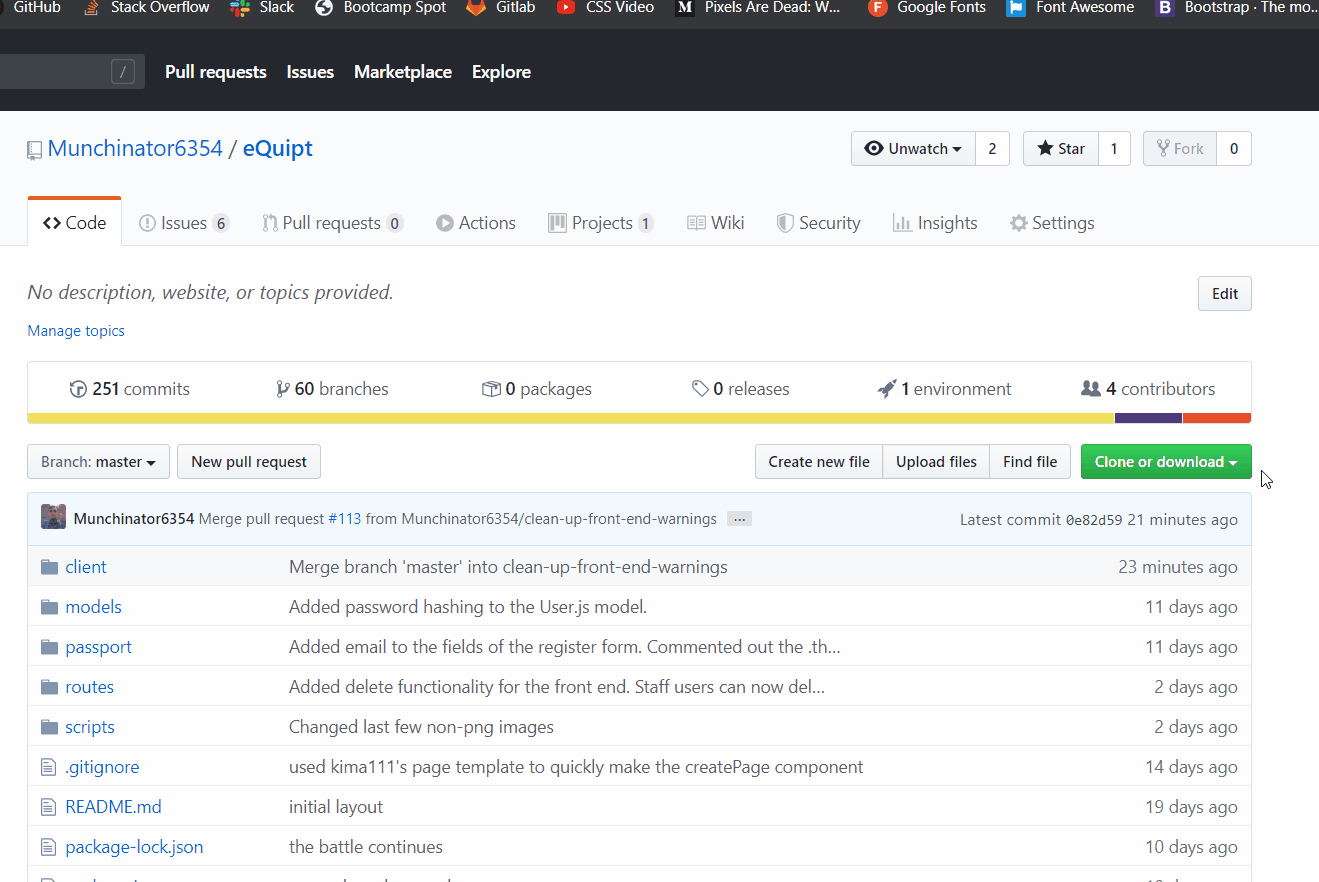 GitHub Stack Overflow Slack Bootcamp Spot Gitlab CSS Video M Pixels Are Dead: W... F Google Fonts Font Awesome B Bootstrap · The mo...
/ Pull requests Issues Marketplace Explore
Munchinator6354 / eQuipt Unwatch 2 Star 1 Fork 0
Code Issues 6 Pull requests 0 Actions Projects 1 Wiki Security Insights Settings
No description, website, or topics provided. Edit
Manage topics
251 commits 60 branches 0 packages 0 releases 1 environment 4 contributors
Branch: master New pull request Create new file Upload files Find file Clone or download
Munchinator6354 Merge pull request #113 from Munchinator6354/clean-up-front-end-warnings ... Latest commit 0e82d59 21 minutes ago
client Merge branch 'master' into clean-up-front-end-warnings 23 minutes ago
models Added password hashing to the User.js model. 11 days ago
passport Added email to the fields of the register form. Commented out the .th... 11 days ago
routes Added delete functionality for the front end. Staff users can now del... 2 days ago
scripts Changed last few non-png images 2 days ago
.gitignore used kima111's page template to quickly make the createPage component 14 days ago
README.md initial layout 19 days ago
package-lock.json the battle continues 10 days ago